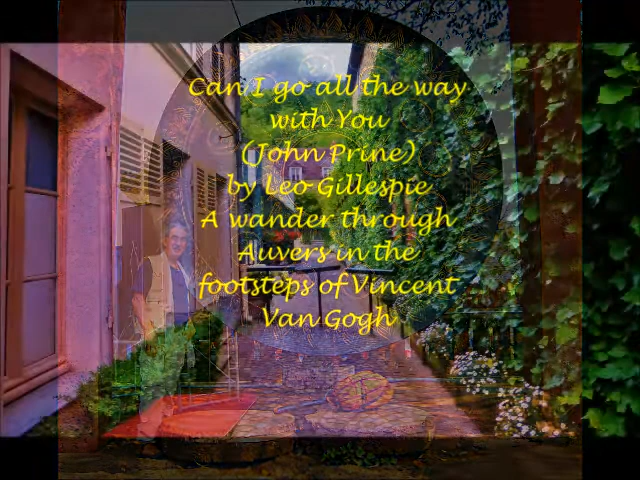 Can I go all the way
with You
(John Prine)
by Leo Gillespie
A wander through
Auvers in the
footsteps of Vincent
Van Gogh